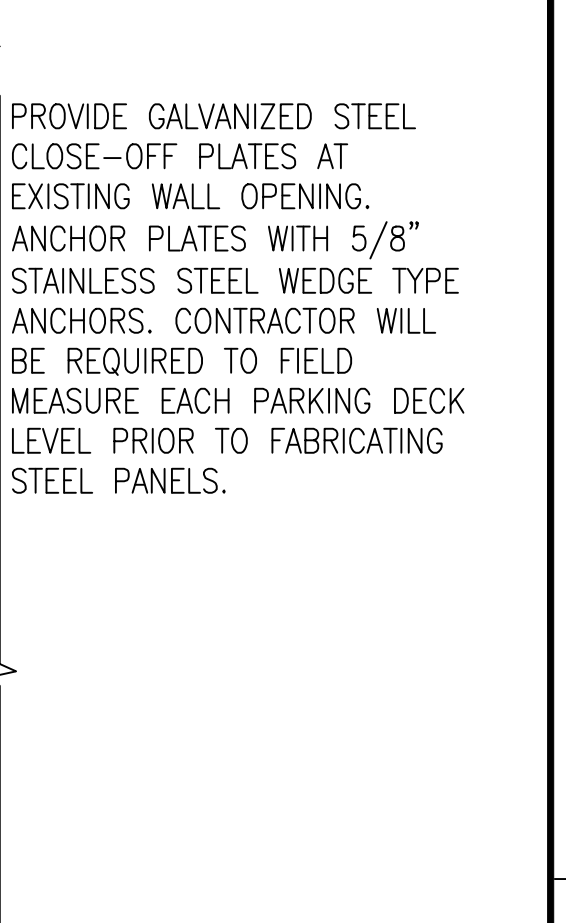 PROVIDE GALVANIZED STEEL
CLOSE–OFF PLATES AT
EXISTING WALL OPENING.
ANCHOR PLATES WITH 5/8”
STAINLESS STEEL WEDGE TYPE
ANCHORS. CONTRACTOR WILL
BE REQUIRED TO FIELD
MEASURE EACH PARKING DECK
LEVEL PRIOR TO FABRICATING
STEEL PANELS.